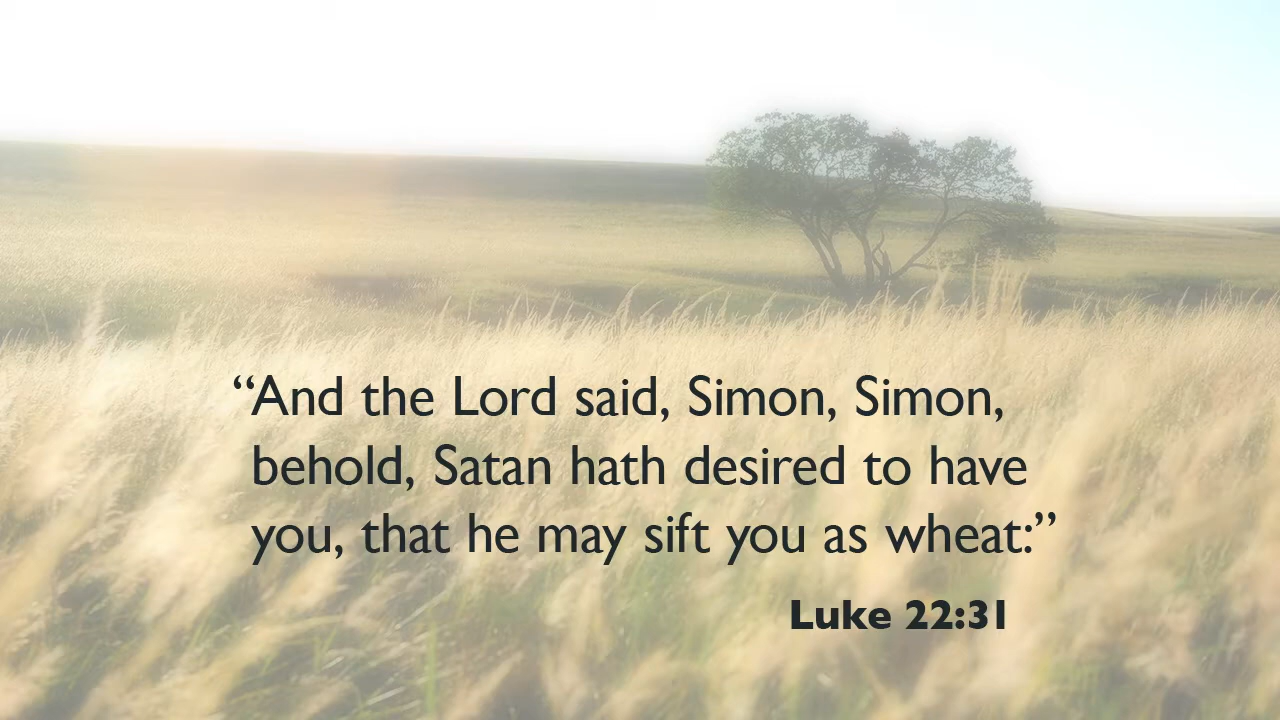 “And the Lord said, Simon, Simon,
behold, Satan hath desired to have
you, that he may sift you as wheat:”
Luke 22:31